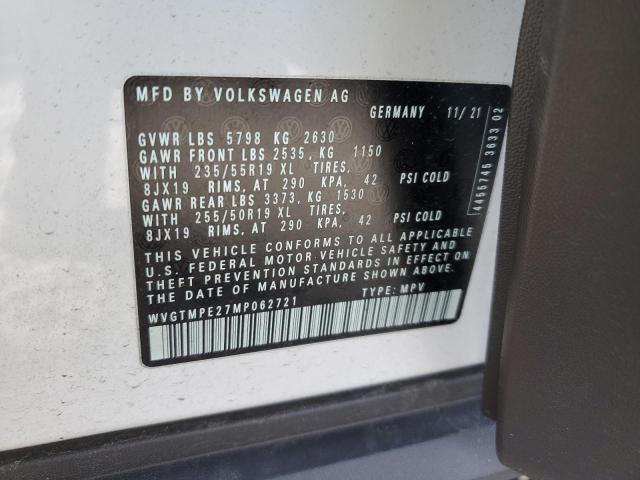 MFD BY VOLKSWAGEN AG
GERMANY 11/21
GVWR LBS 5798 KG 2630
GAWR FRONT LBS 2535, KG 1150
WITH 235/55R19 XL TIRES,
8JX19 RIMS, AT 290 KPA, 42 PSI COLD
GAWR REAR LBS 3373, KG 1530
WITH 255/50R19 XL TIRES,
8JX19 RIMS, AT 290 KPA, 42 PSI COLD
THIS VEHICLE CONFORMS TO ALL APPLICABLE
U.S. FEDERAL MOTOR VEHICLE SAFETY AND
THEFT PREVENTION STANDARDS IN EFFECT ON THE
DATE OF MANUFACTURE SHOWN ABOVE.
WVGTMPE27MP062721 TYPE: MPV
4455745 3633 02